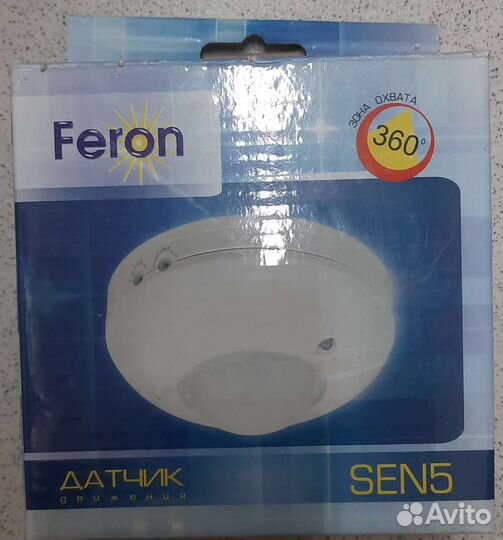 Feron
ЗОНА ОХВАТА
360°
ДАТЧИК
движения
SEN5
Avito